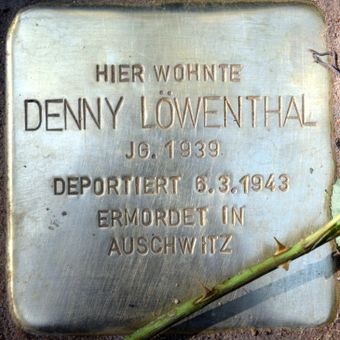 HIER WOHNTE
DENNY LÖWENTHAL
JG. 1939
DEPORTIERT 6.3.1943
ERMORDET IN
AUSCHWITZ